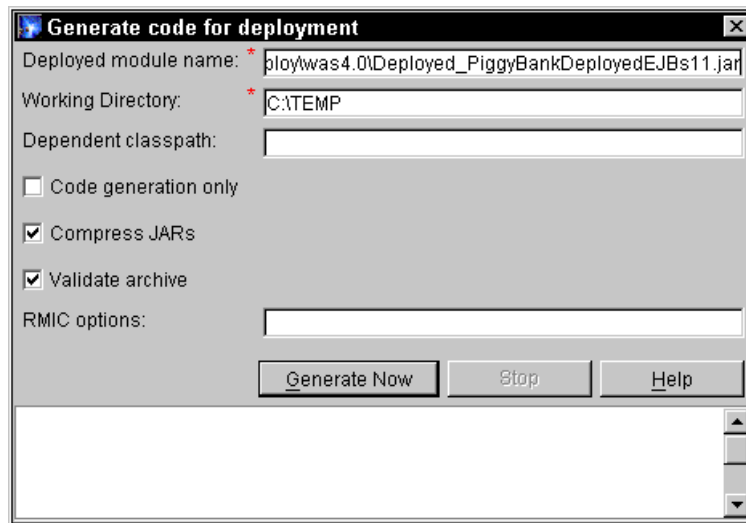 Generate code for deployment
Deployed module name: * ploy\was4.0\Deployed_PiggyBankDeployedEJBs11.jar
Working Directory: * C:\TEMP
Dependent classpath:
Code generation only
Compress JARs
Validate archive
RMIC options:
Generate Now Stop Help